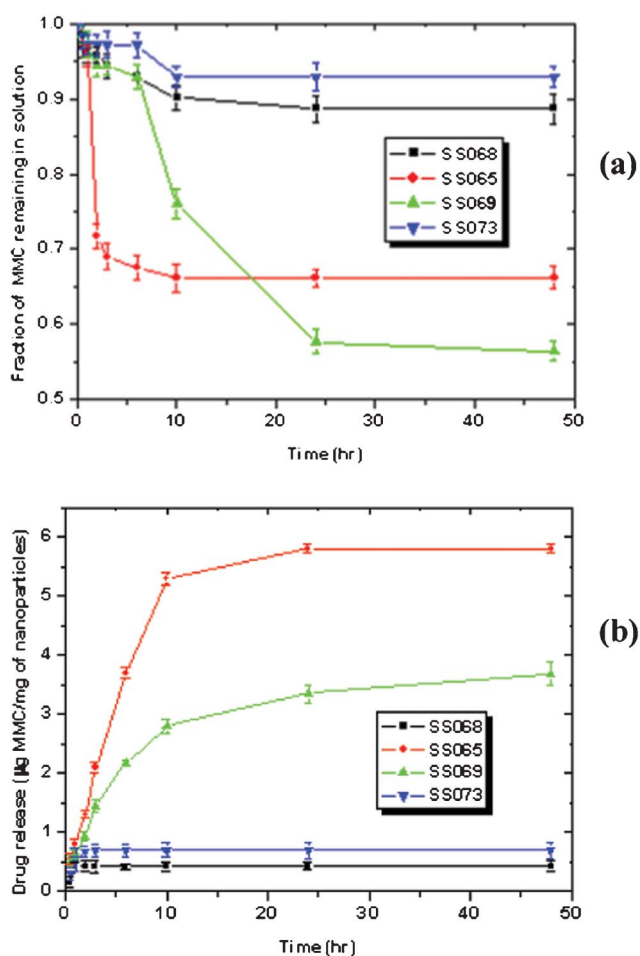 1.0
0.9
0.8
0.7
0.6
0.5
Fraction of MMC remaining in solution
SS068
SS065
SS069
SS073
0 10 20 30 40 50
Time (hr)
(a)
6
5
4
3
2
1
0
Drug release (µg MMC/mg of nanoparticles)
SS068
SS065
SS069
SS073
0 10 20 30 40 50
Time (hr)
(b)